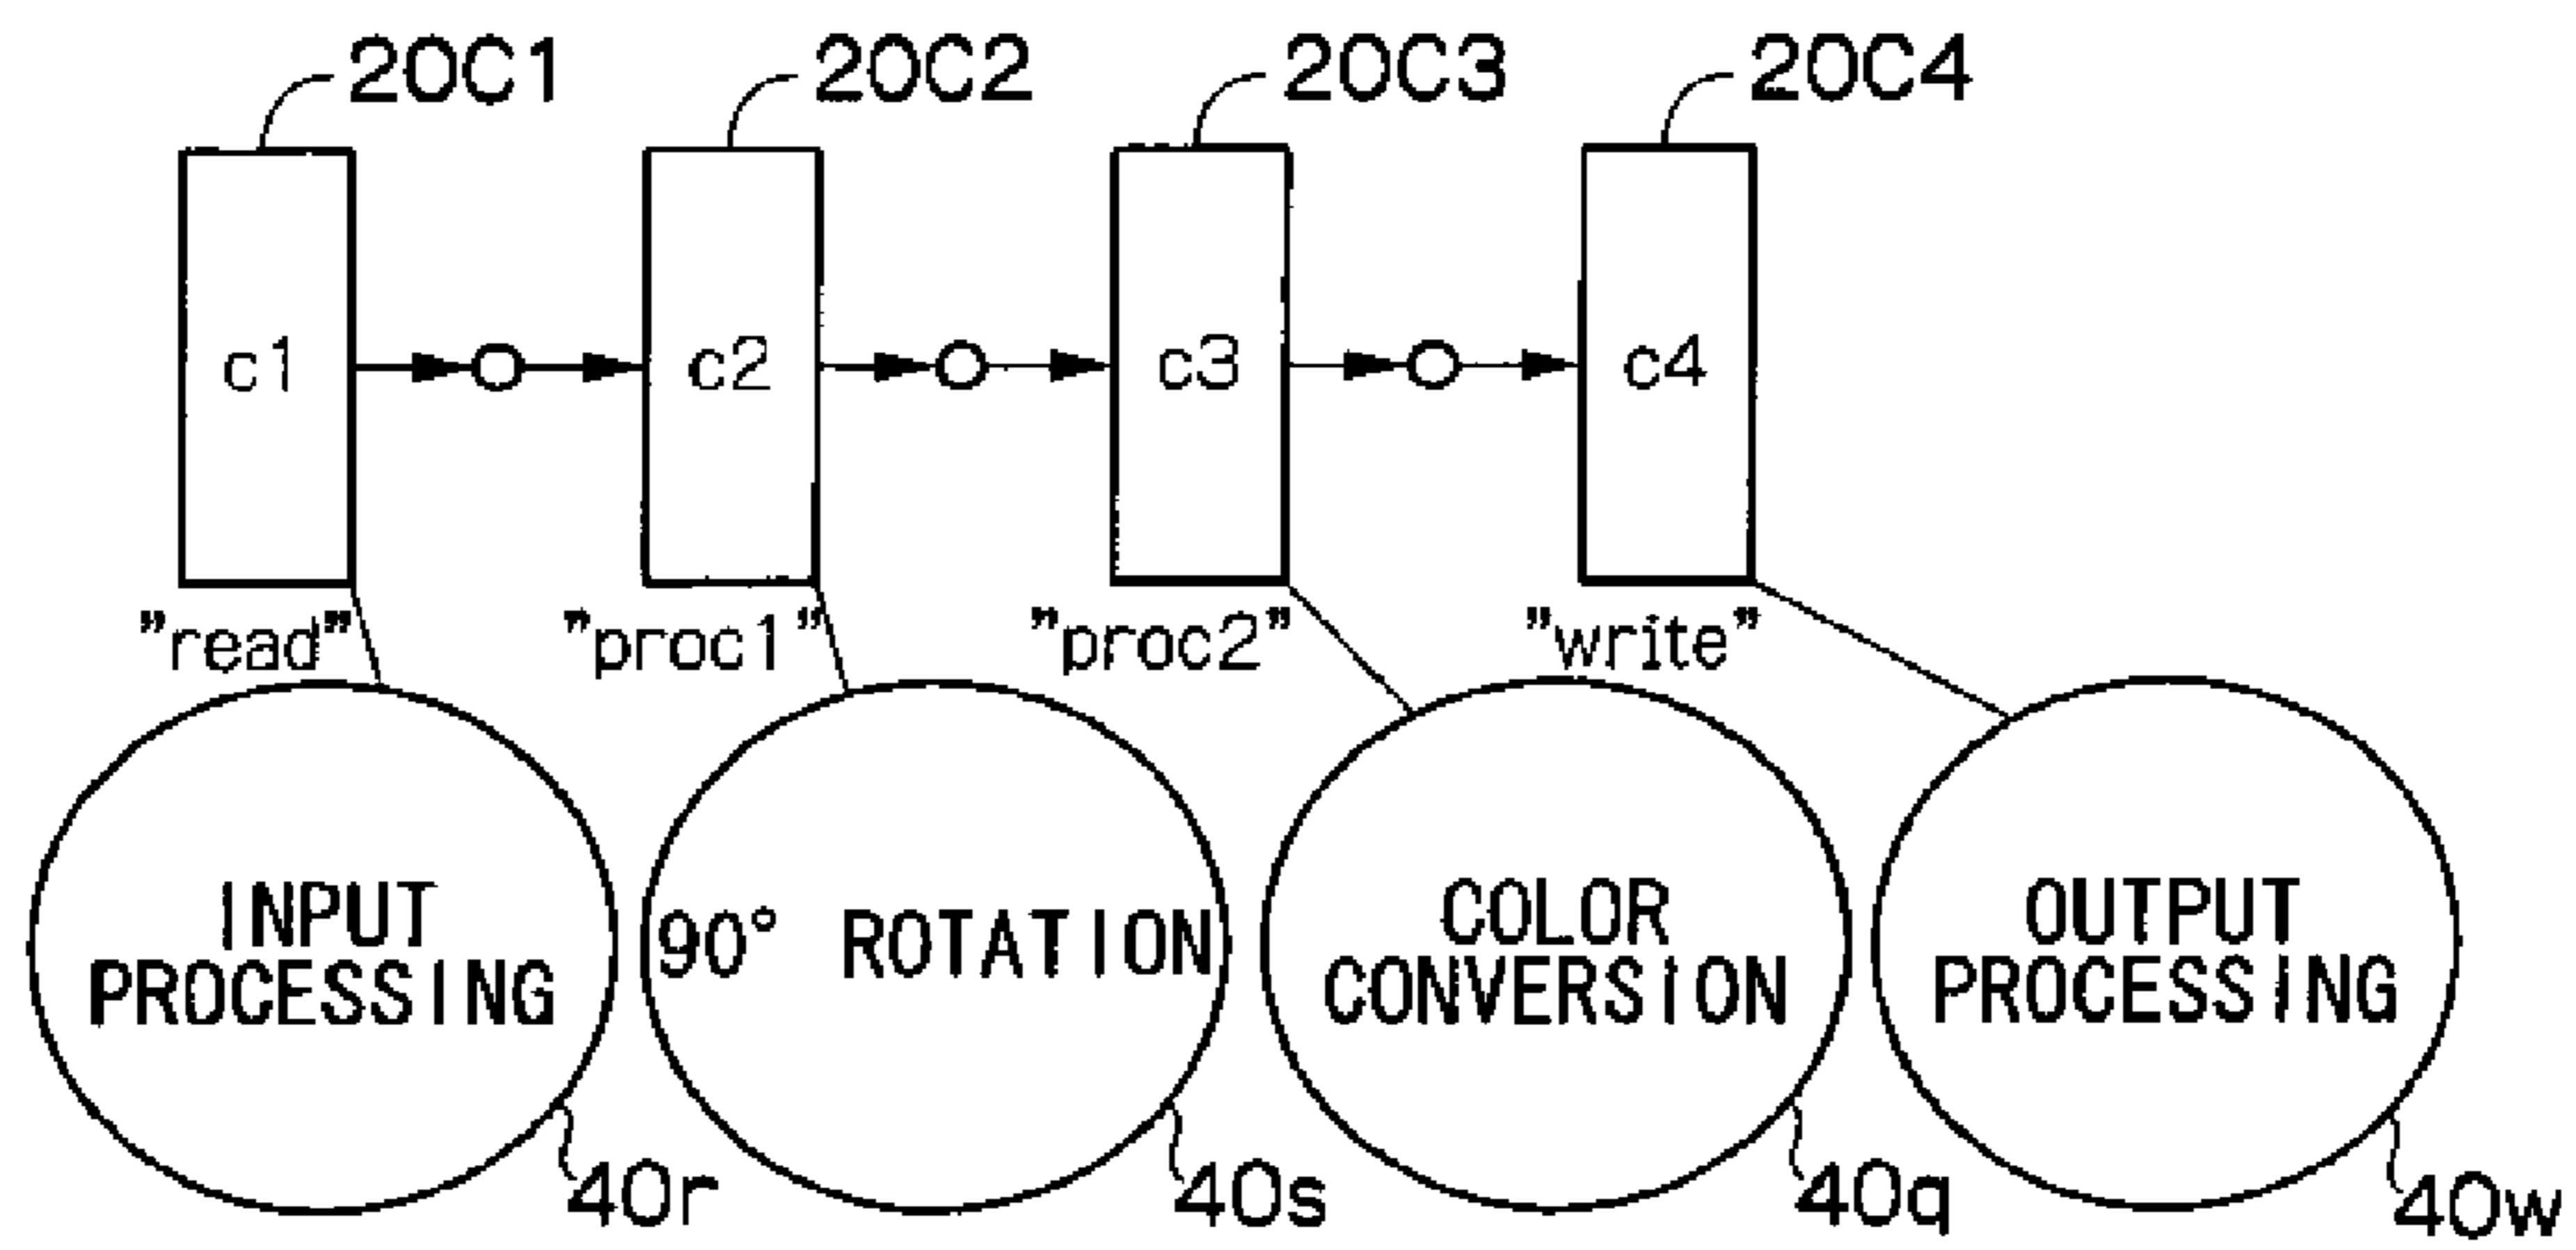 20C1 20C2 20C3 20C4
c1 c2 c3 c4
"read" "proc1" "proc2" "write"
INPUT
PROCESSING
90° ROTATION
COLOR
CONVERSION
OUTPUT
PROCESSING
40r 40s 40q 40w